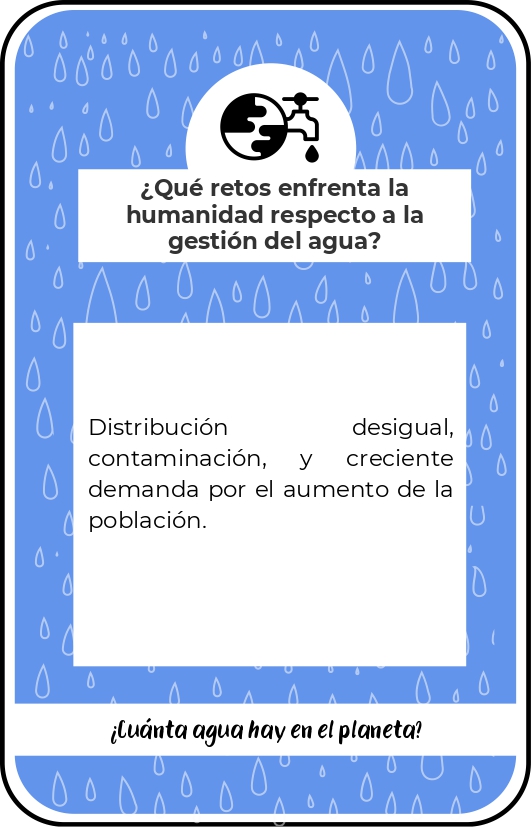 ¿Qué retos enfrenta la
humanidad respecto a la
gestión del agua?
Distribución desigual,
contaminación, y creciente
demanda por el aumento de la
población.
¿Cuánta agua hay en el planeta?